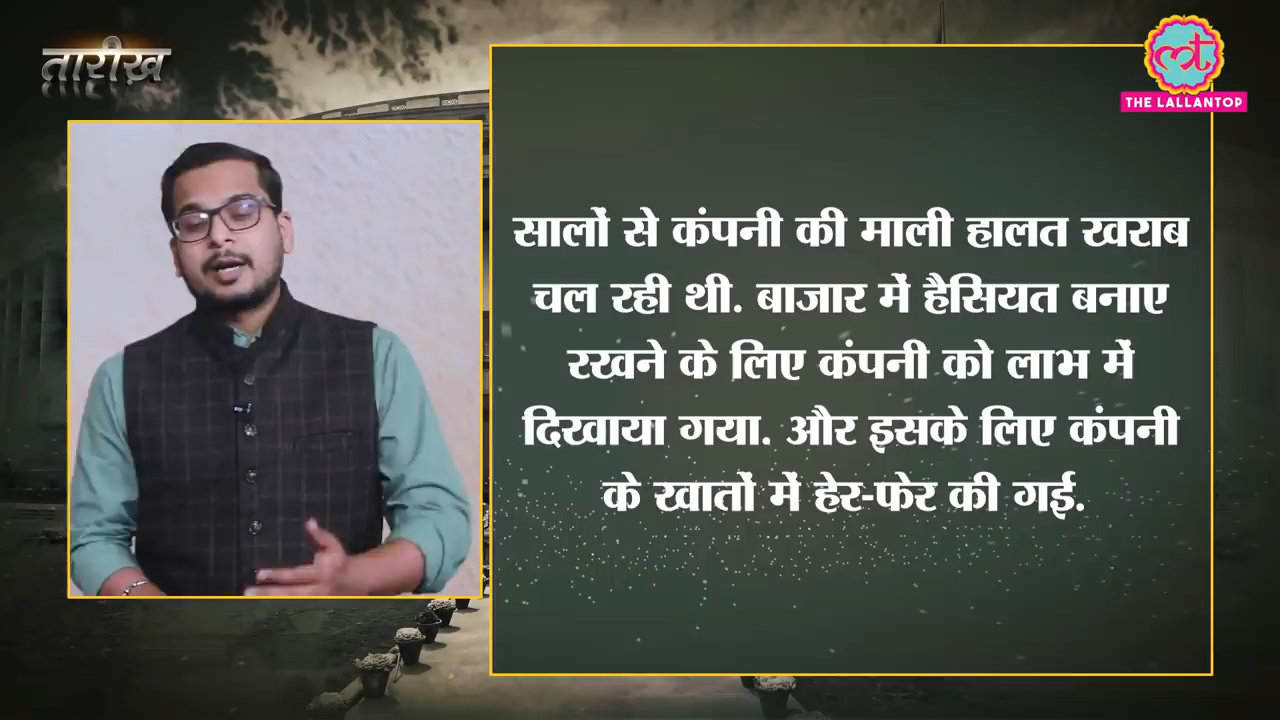 तारीख़
THE LALLANTOP
सालों से कंपनी की माली हालत खराब
चल रही थी. बाजार में हैसियत बनाए
रखने के लिए कंपनी को लाभ में
दिखाया गया. और इसके लिए कंपनी
के खातों में हेर-फेर की गई.